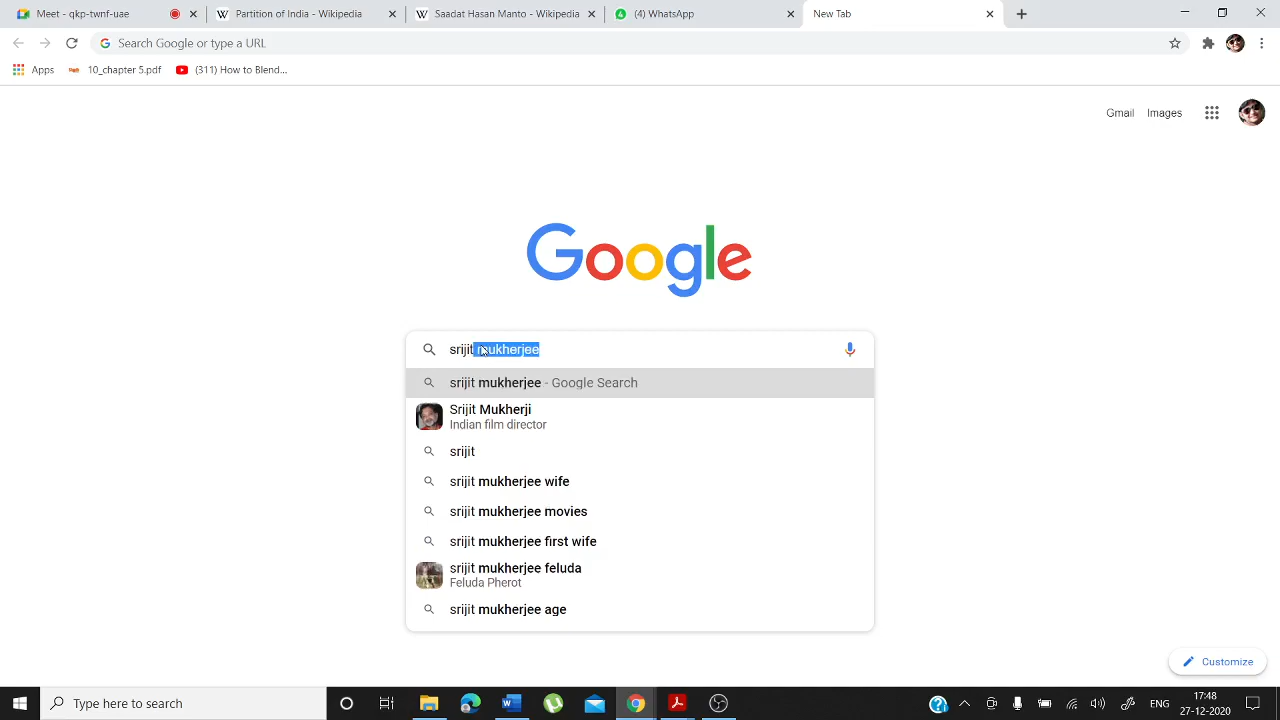 Meet - qkp-twnf-uos
Partition of India - Wikipedia
Saadat Hasan Manto - Wikipedia
(4) WhatsApp
New Tab
Search Google or type a URL
Apps
10_chapter 5.pdf
(311) How to Blend...
Gmail
Images
Google
srijit mukherjee
srijit mukherjee - Google Search
Srijit Mukherji
Indian film director
srijit
srijit mukherjee wife
srijit mukherjee movies
srijit mukherjee first wife
srijit mukherjee feluda
Feluda Pherot
srijit mukherjee age
Customize
Type here to search
ENG
17:48
27-12-2020